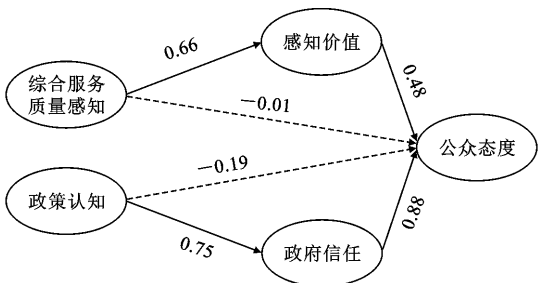 感知价值
0.66
综合服务
质量感知
0.48
-0.01
公众态度
-0.19
政策认知
0.88
0.75
政府信任